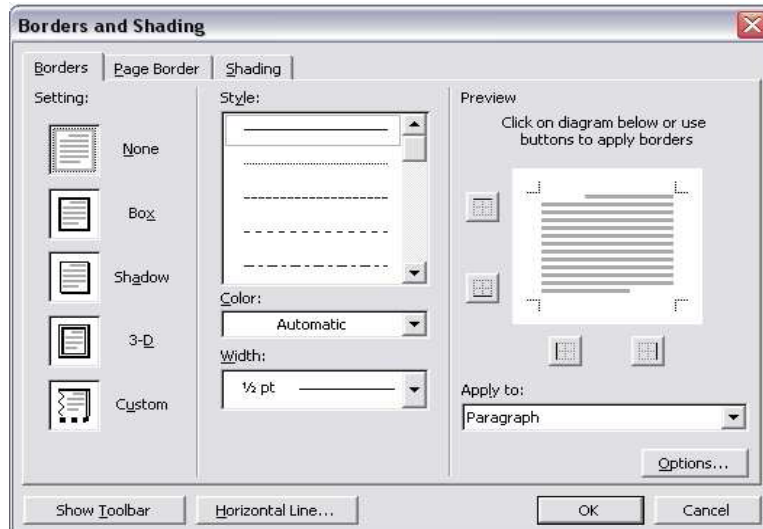 Borders and Shading
Borders
Page Border
Shading
Setting:
None
Box
Shadow
3-D
Custom
Style:
Color:
Automatic
Width:
½ pt
Preview
Click on diagram below or use
buttons to apply borders
Apply to:
Paragraph
Options...
Show Toolbar
Horizontal Line...
OK
Cancel